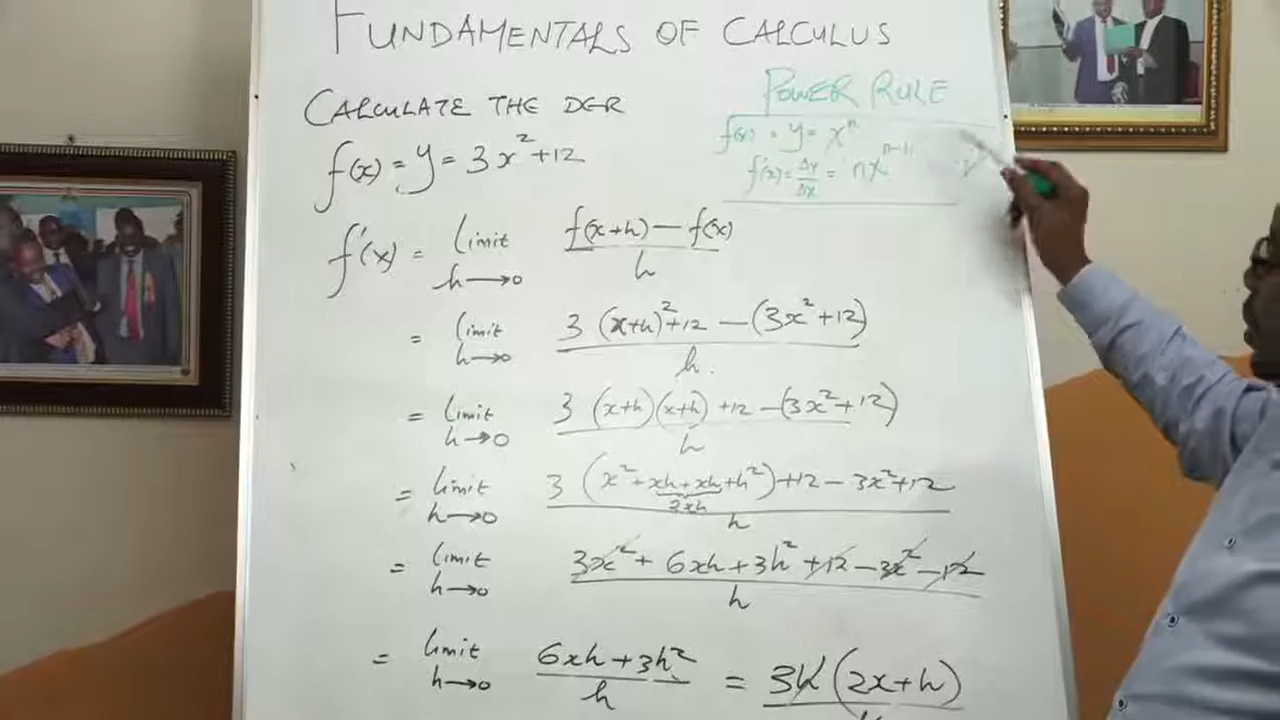 FUNDAMENTALS OF CALCULUS
CALCULATE THE DER
f(x) = y = 3x² + 12
POWER RULE
f(x) = y = xⁿ
f'(x) = Δy/Δx = nxⁿ⁻¹
f'(x) = Limit h→0 (f(x+h) – f(x))/h
= Limit h→0 (3 (x+h)² + 12 – (3x² + 12))/h.
= Limit h→0 (3 (x+h)(x+h) + 12 – (3x² + 12))/h
= Limit h→0 (3 (x² + xh + xh + h²) + 12 – 3x² + 12)/h
2xh
= Limit h→0 (3x² + 6xh + 3h² + 12 – 3x² – 12)/h
= Limit h→0 (6xh + 3h²)/h = 3h (2x + h)